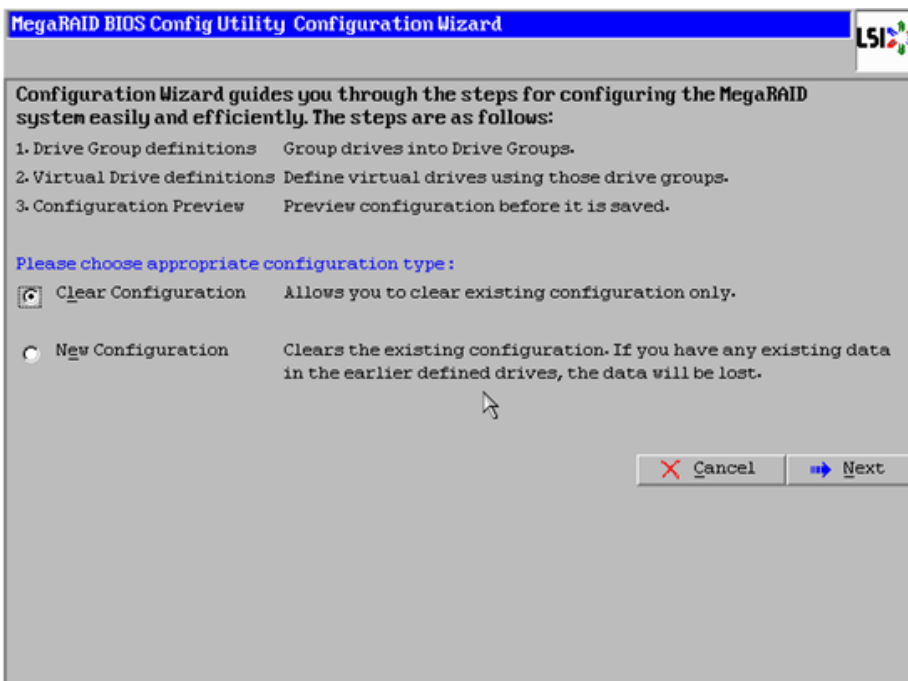 MegaRAID BIOS Config Utility Configuration Wizard
LSI
Configuration Wizard guides you through the steps for configuring the MegaRAID
system easily and efficiently. The steps are as follows:
1. Drive Group definitions Group drives into Drive Groups.
2. Virtual Drive definitions Define virtual drives using those drive groups.
3. Configuration Preview Preview configuration before it is saved.
Please choose appropriate configuration type:
Clear Configuration Allows you to clear existing configuration only.
New Configuration Clears the existing configuration. If you have any existing data
in the earlier defined drives, the data will be lost.
Cancel Next